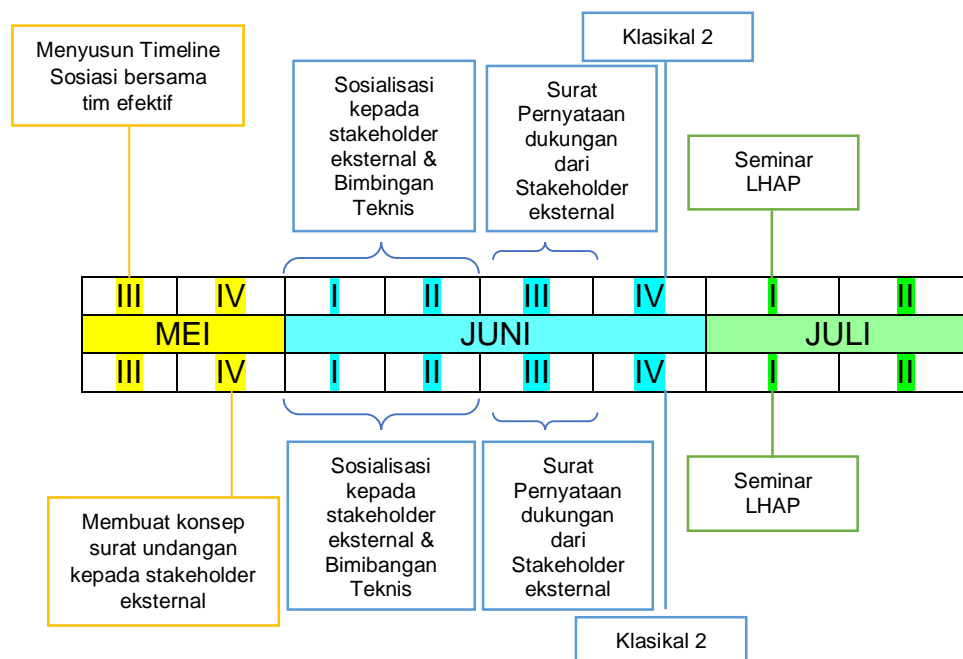 Klasikal 2
Menyusun Timeline
Sosiasi bersama
tim efektif
Sosialisasi
kepada
stakeholder
eksternal &
Bimbingan
Teknis
Surat
Pernyataan
dukungan
dari
Stakeholder
eksternal
Seminar
LHAP
III IV I II III IV I II
MEI JUNI JULI
III IV I II III IV I II
Membuat konsep
surat undangan
kepada stakeholder
eksternal
Sosialisasi
kepada
stakeholder
eksternal &
Bimibangan
Teknis
Surat
Pernyataan
dukungan
dari
Stakeholder
eksternal
Seminar
LHAP
Klasikal 2